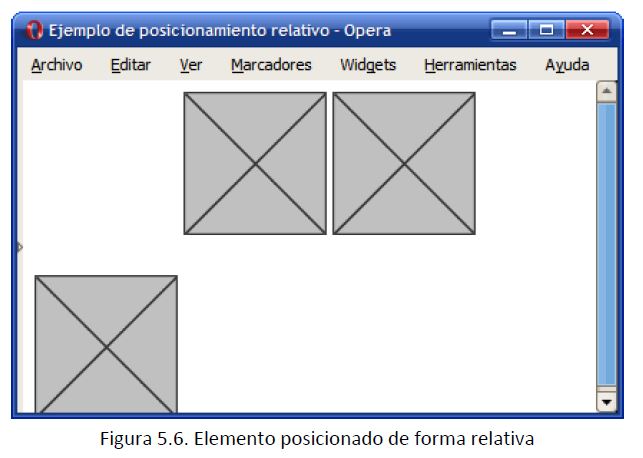 Ejemplo de posicionamiento relativo - Opera
Archivo Editar Ver Marcadores Widgets Herramientas Ayuda
Figura 5.6. Elemento posicionado de forma relativa